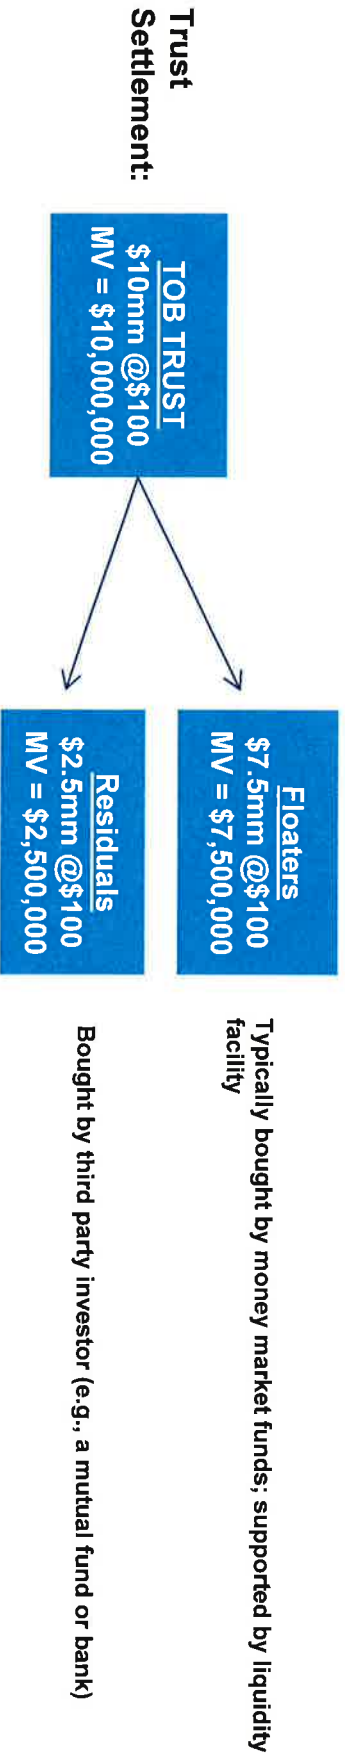 Trust
Settlement:
TOB TRUST
$10mm @$100
MV = $10,000,000
Floaters
$7.5mm @$100
MV = $7,500,000
Typically bought by money market funds; supported by liquidity
facility
Residuals
$2.5mm @$100
MV = $2,500,000
Bought by third party investor (e.g., a mutual fund or bank)